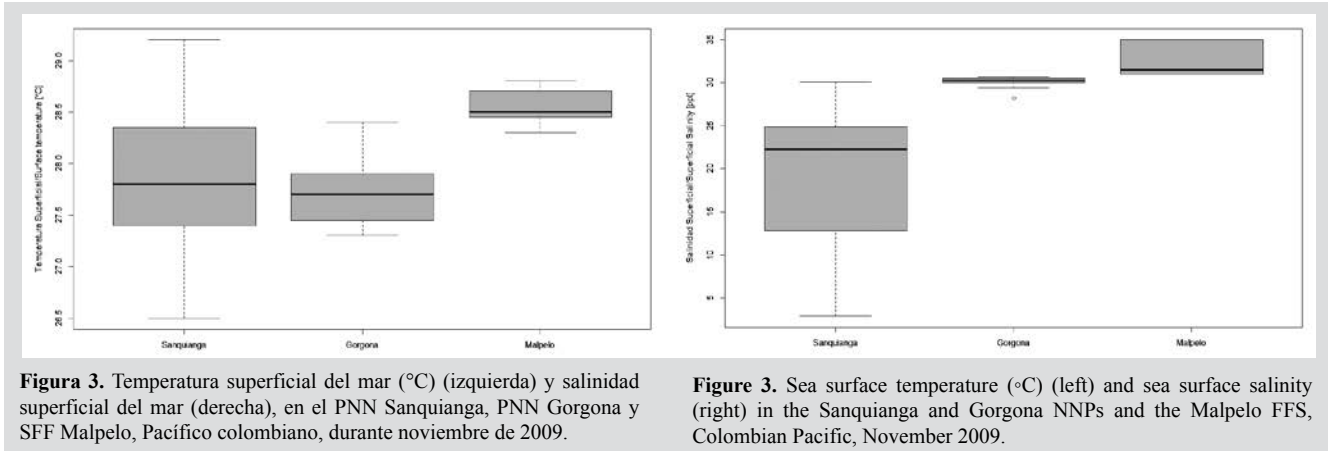 Temperatura Superficial/Surface temperature [°C]
29.0
28.5
28.0
27.5
27.0
26.5
Sanquianga Gorgona Malpelo
Salinidad Superficial/Superficial Salinity [ppt]
35
30
25
20
15
10
5
Sanquianga Gorgona Malpelo
Figura 3. Temperatura superficial del mar (°C) (izquierda) y salinidad
superficial del mar (derecha), en el PNN Sanquianga, PNN Gorgona y
SFF Malpelo, Pacífico colombiano, durante noviembre de 2009.
Figure 3. Sea surface temperature (◦C) (left) and sea surface salinity
(right) in the Sanquianga and Gorgona NNPs and the Malpelo FFS,
Colombian Pacific, November 2009.